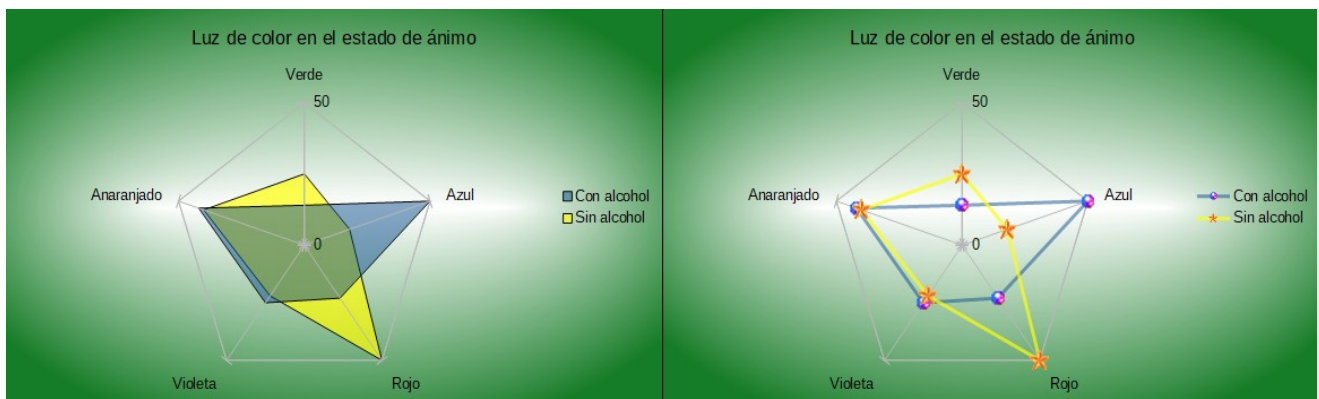 Luz de color en el estado de ánimo
Verde
50
Anaranjado
Azul
Con alcohol
Sin alcohol
0
Violeta
Rojo
Luz de color en el estado de ánimo
Verde
50
Anaranjado
Azul
Con alcohol
Sin alcohol
0
Violeta
Rojo